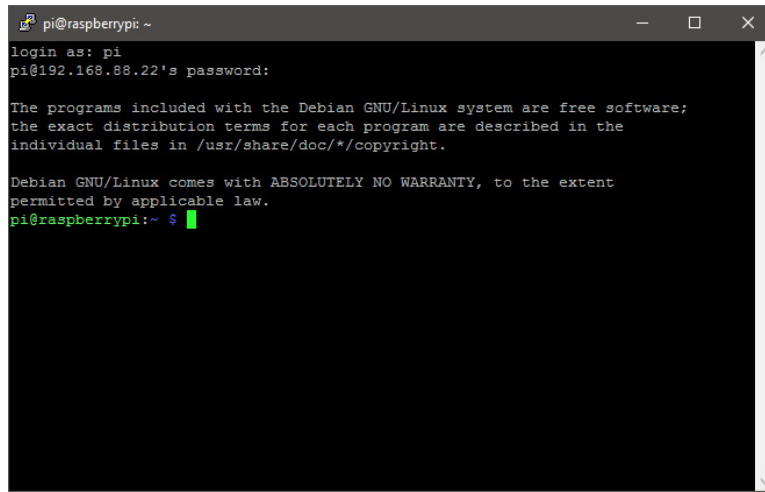 pi@raspberrypi: ~
login as: pi
pi@192.168.88.22's password:
The programs included with the Debian GNU/Linux system are free software;
the exact distribution terms for each program are described in the
individual files in /usr/share/doc/*/copyright.
Debian GNU/Linux comes with ABSOLUTELY NO WARRANTY, to the extent
permitted by applicable law.
pi@raspberrypi:~ $